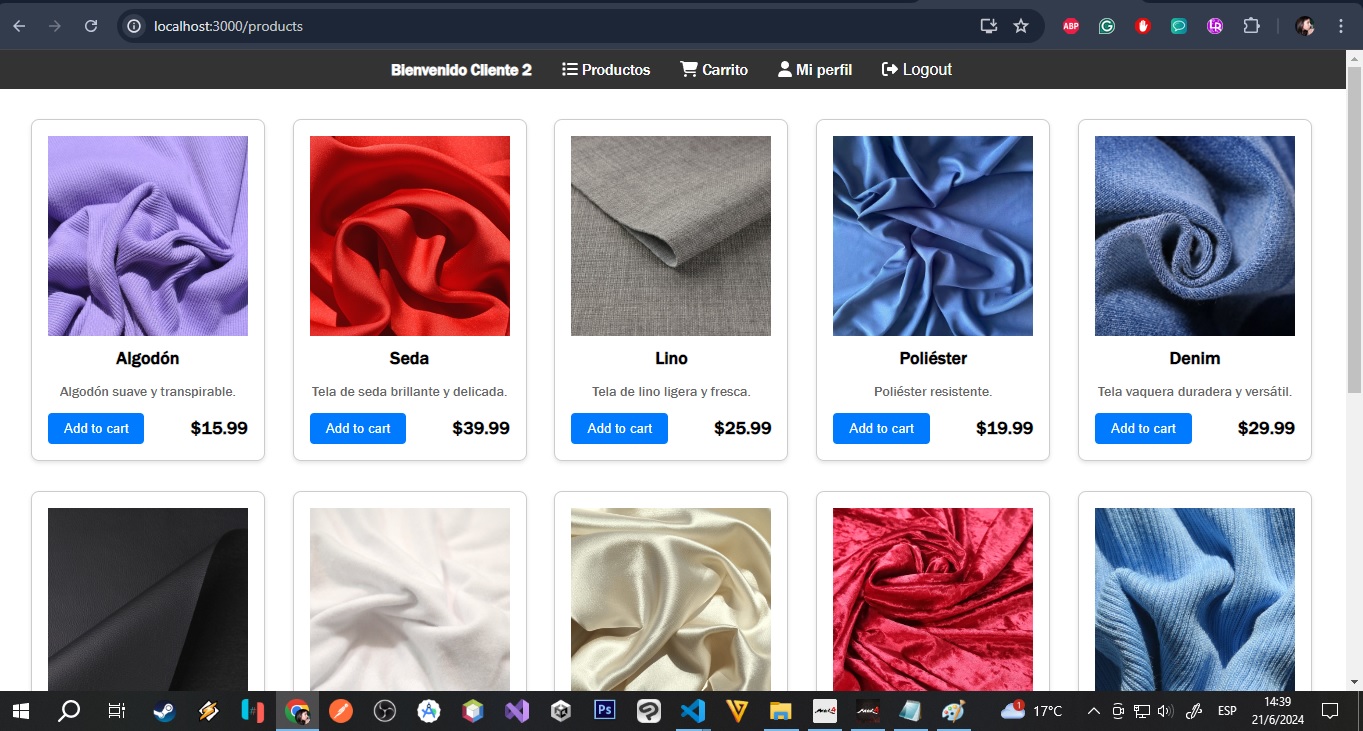 localhost:3000/products
ABP
Bienvenido Cliente 2 Productos Carrito Mi perfil Logout
Algodón
Algodón suave y transpirable.
Add to cart $15.99
Seda
Tela de seda brillante y delicada.
Add to cart $39.99
Lino
Tela de lino ligera y fresca.
Add to cart $25.99
Poliéster
Poliéster resistente.
Add to cart $19.99
Denim
Tela vaquera duradera y versátil.
Add to cart $29.99
Ps
1
17°C
ESP
14:39
21/6/2024